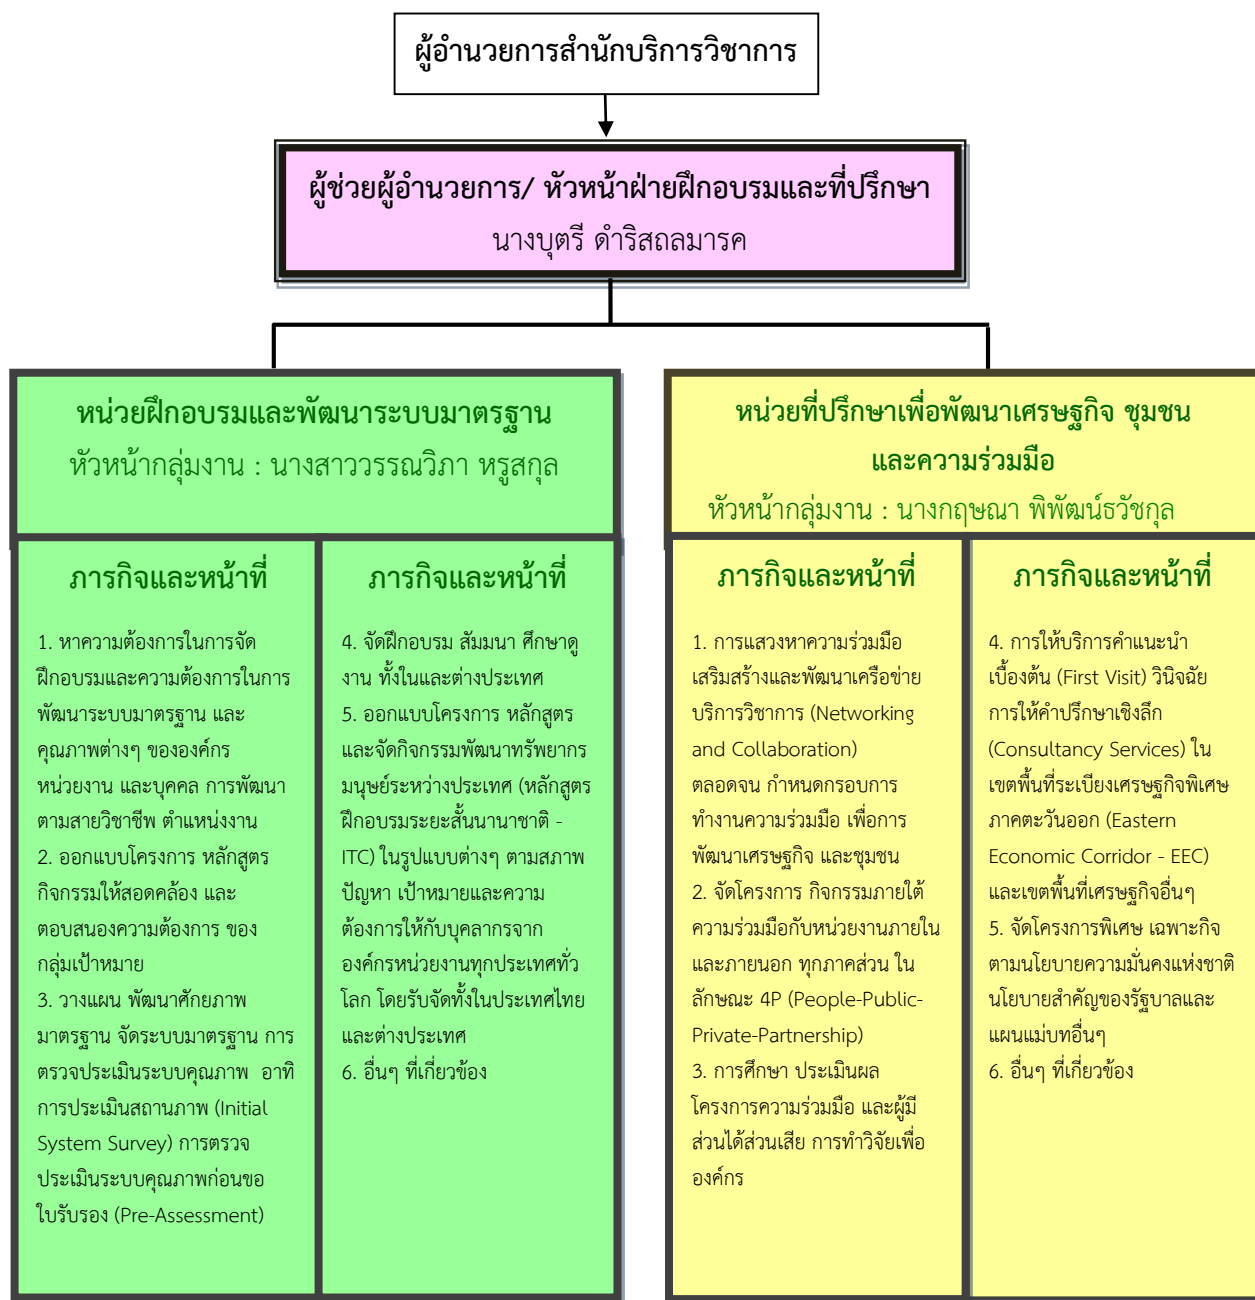 ผู้อำนวยการสำนักบริการวิชาการ
ผู้ช่วยผู้อำนวยการ/ หัวหน้าฝ่ายฝึกอบรมและที่ปรึกษา
นางบุตรี ดำริสถลมารค
หน่วยฝึกอบรมและพัฒนาระบบมาตรฐาน
หัวหน้ากลุ่มงาน : นางสาววรรณวิภา หรูสกุล
ภารกิจและหน้าที่
1. หาความต้องการในการจัด
ฝึกอบรมและความต้องการในการ
พัฒนาระบบมาตรฐาน และ
คุณภาพต่างๆ ขององค์กร
หน่วยงาน และบุคคล การพัฒนา
ตามสายวิชาชีพ ตำแหน่งงาน
2. ออกแบบโครงการ หลักสูตร
กิจกรรมให้สอดคล้อง และ
ตอบสนองความต้องการ ของ
กลุ่มเป้าหมาย
3. วางแผน พัฒนาศักยภาพ
มาตรฐาน จัดระบบมาตรฐาน การ
ตรวจประเมินระบบคุณภาพ อาทิ
การประเมินสถานภาพ (Initial
System Survey) การตรวจ
ประเมินระบบคุณภาพก่อนขอ
ใบรับรอง (Pre-Assessment)
ภารกิจและหน้าที่
4. จัดฝึกอบรม สัมมนา ศึกษาดู
งาน ทั้งในและต่างประเทศ
5. ออกแบบโครงการ หลักสูตร
และจัดกิจกรรมพัฒนาทรัพยากร
มนุษย์ระหว่างประเทศ (หลักสูตร
ฝึกอบรมระยะสั้นนานาชาติ -
ITC) ในรูปแบบต่างๆ ตามสภาพ
ปัญหา เป้าหมายและความ
ต้องการให้กับบุคลากรจาก
องค์กรหน่วยงานทุกประเทศทั่ว
โลก โดยรับจัดทั้งในประเทศไทย
และต่างประเทศ
6. อื่นๆ ที่เกี่ยวข้อง
หน่วยที่ปรึกษาเพื่อพัฒนาเศรษฐกิจ ชุมชน
และความร่วมมือ
หัวหน้ากลุ่มงาน : นางกฤษณา พิพัฒน์ธวัชกุล
ภารกิจและหน้าที่
1. การแสวงหาความร่วมมือ
เสริมสร้างและพัฒนาเครือข่าย
บริการวิชาการ (Networking
and Collaboration)
ตลอดจน กำหนดกรอบการ
ทำงานความร่วมมือ เพื่อการ
พัฒนาเศรษฐกิจ และชุมชน
2. จัดโครงการ กิจกรรมภายใต้
ความร่วมมือกับหน่วยงานภายใน
และภายนอก ทุกภาคส่วน ใน
ลักษณะ 4P (People-Public-
Private-Partnership)
3. การศึกษา ประเมินผล
โครงการความร่วมมือ และผู้มี
ส่วนได้ส่วนเสีย การทำวิจัยเพื่อ
องค์กร
ภารกิจและหน้าที่
4. การให้บริการคำแนะนำ
เบื้องต้น (First Visit) วินิจฉัย
การให้คำปรึกษาเชิงลึก
(Consultancy Services) ใน
เขตพื้นที่ระเบียงเศรษฐกิจพิเศษ
ภาคตะวันออก (Eastern
Economic Corridor - EEC)
และเขตพื้นที่เศรษฐกิจอื่นๆ
5. จัดโครงการพิเศษ เฉพาะกิจ
ตามนโยบายความมั่นคงแห่งชาติ
นโยบายสำคัญของรัฐบาลและ
แผนแม่บทอื่นๆ
6. อื่นๆ ที่เกี่ยวข้อง